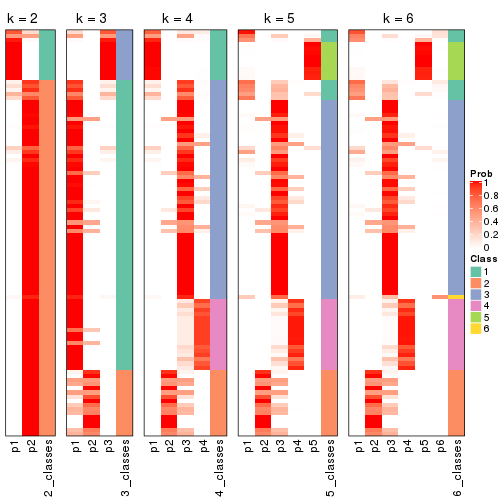 k = 2
k = 3
k = 4
k = 5
k = 6
Prob
1
0.8
0.6
0.4
0.2
0
Class
1
2
3
4
5
6
p1
p2
2_classes
p1
p2
p3
3_classes
p1
p2
p3
p4
4_classes
p1
p2
p3
p4
p5
5_classes
p1
p2
p3
p4
p5
p6
6_classes